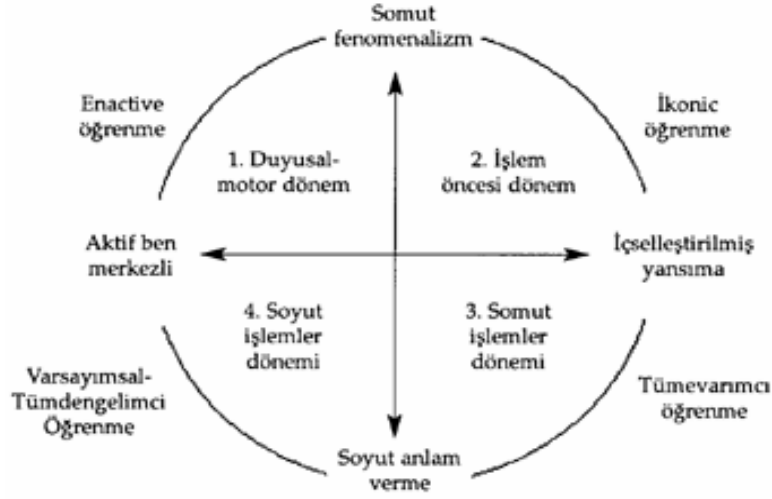 Somut
fenomenalizm
Enactive
öğrenme
İkonic
öğrenme
1. Duyusal-
motor dönem
2. İşlem
öncesi dönem
Aktif ben
merkezli
İçselleştirilmiş
yansıma
4. Soyut
işlemler
dönemi
3. Somut
işlemler
dönemi
Varsayımsal-
Tümdengelimci
Öğrenme
Tümevarımcı
öğrenme
Soyut anlam
verme